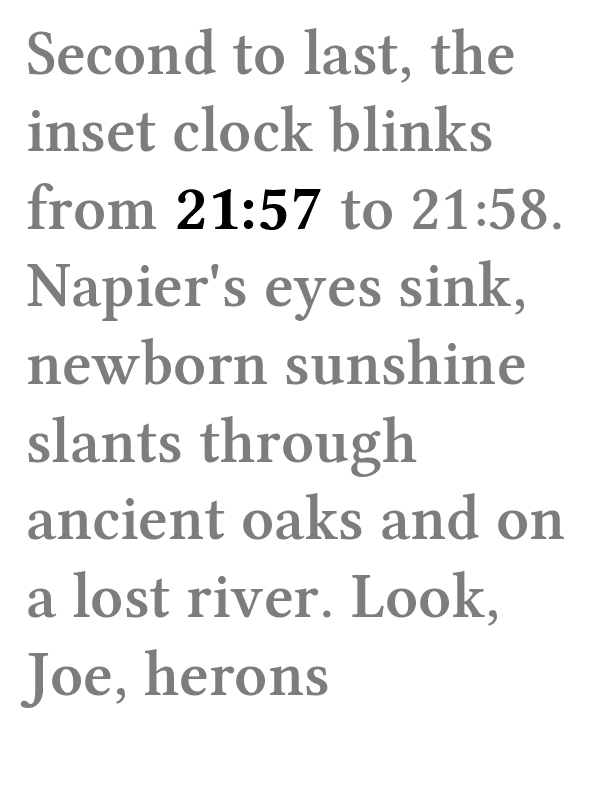 Second to last, the
inset clock blinks
from 21:57 to 21:58.
Napier's eyes sink,
newborn sunshine
slants through
ancient oaks and on
a lost river. Look,
Joe, herons